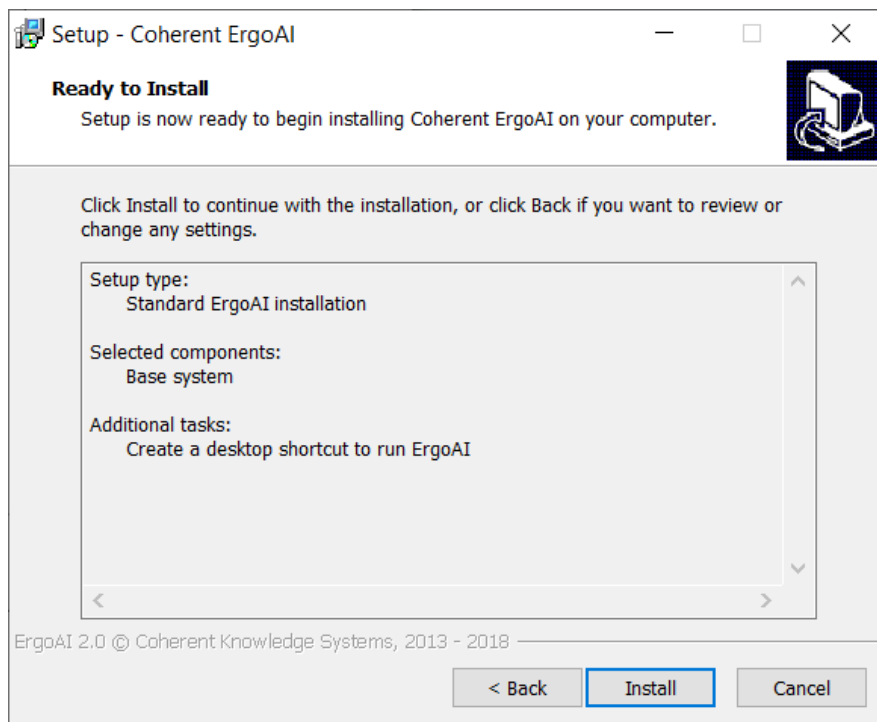 Setup - Coherent ErgoAI
Ready to Install
Setup is now ready to begin installing Coherent ErgoAI on your computer.
Click Install to continue with the installation, or click Back if you want to review or
change any settings.
Setup type:
Standard ErgoAI installation
Selected components:
Base system
Additional tasks:
Create a desktop shortcut to run ErgoAI
ErgoAI 2.0 © Coherent Knowledge Systems, 2013 - 2018
< Back Install Cancel